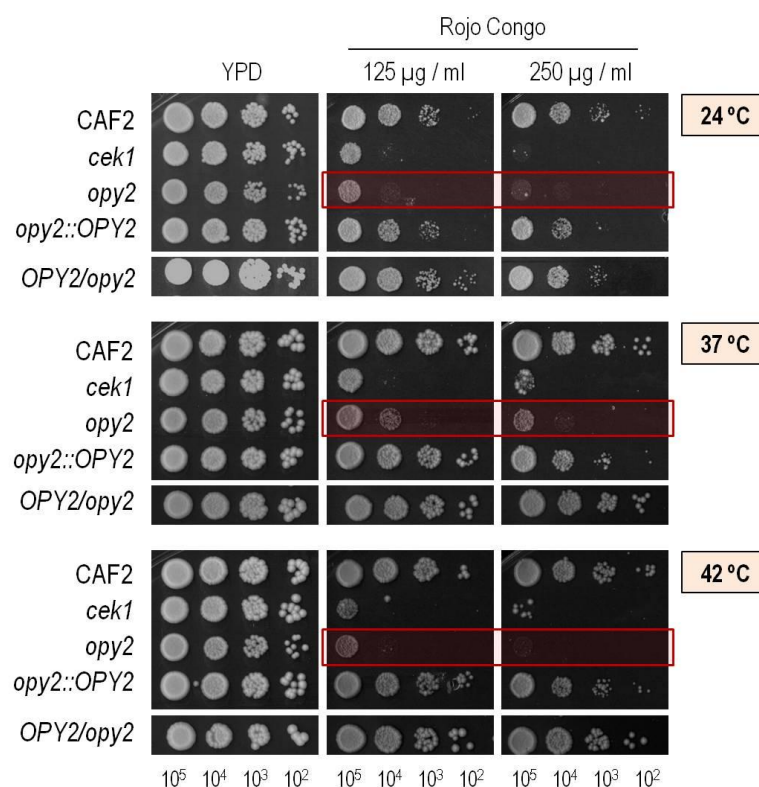 Rojo Congo
YPD 125 µg / ml 250 µg / ml
CAF2 24 ºC
cek1
opy2
opy2::OPY2
OPY2/opy2
CAF2 37 ºC
cek1
opy2
opy2::OPY2
OPY2/opy2
CAF2 42 ºC
cek1
opy2
opy2::OPY2
OPY2/opy2
10⁵ 10⁴ 10³ 10² 10⁵ 10⁴ 10³ 10² 10⁵ 10⁴ 10³ 10²